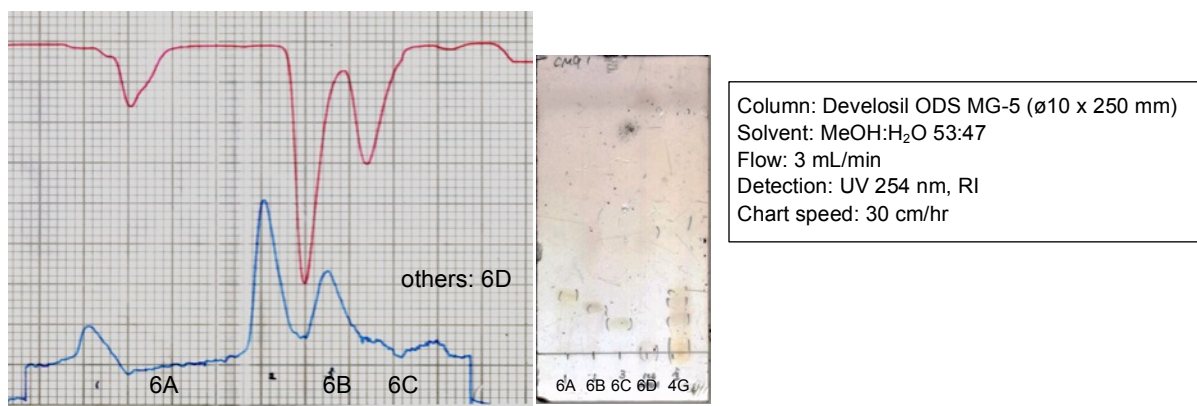 others: 6D
6A
6B
6C
6A 6B 6C 6D 4G
Column: Develosil ODS MG-5 (ø10 x 250 mm)
Solvent: MeOH:H₂O 53:47
Flow: 3 mL/min
Detection: UV 254 nm, RI
Chart speed: 30 cm/hr